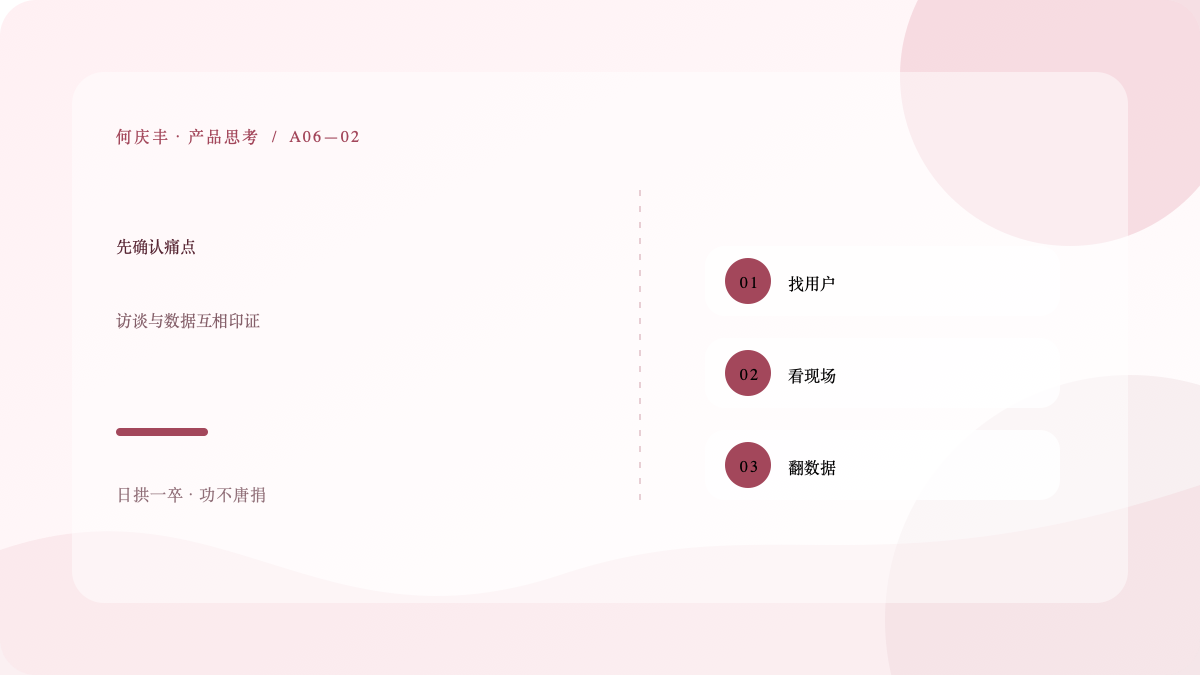 何庆丰 · 产品思考 / A06—02
先确认痛点
访谈与数据互相印证
日拱一卒 · 功不唐捐
01 找用户
02 看现场
03 翻数据